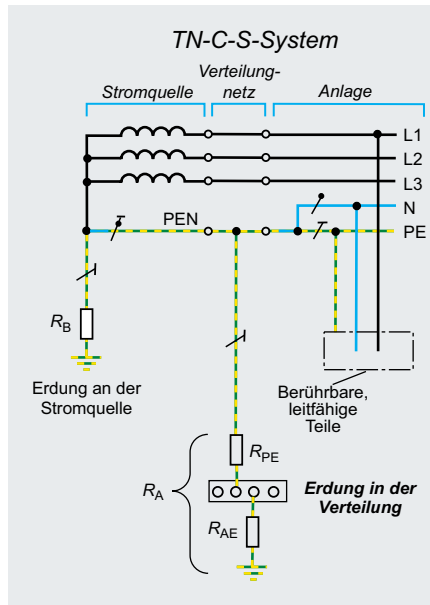 TN-C-S-System
Verteilung-
netz
Stromquelle
Anlage
L1
L2
L3
N
PEN
PE
RB
Erdung an der
Stromquelle
Berührbare,
leitfähige
Teile
RPE
RA
Erdung in der
Verteilung
RAE